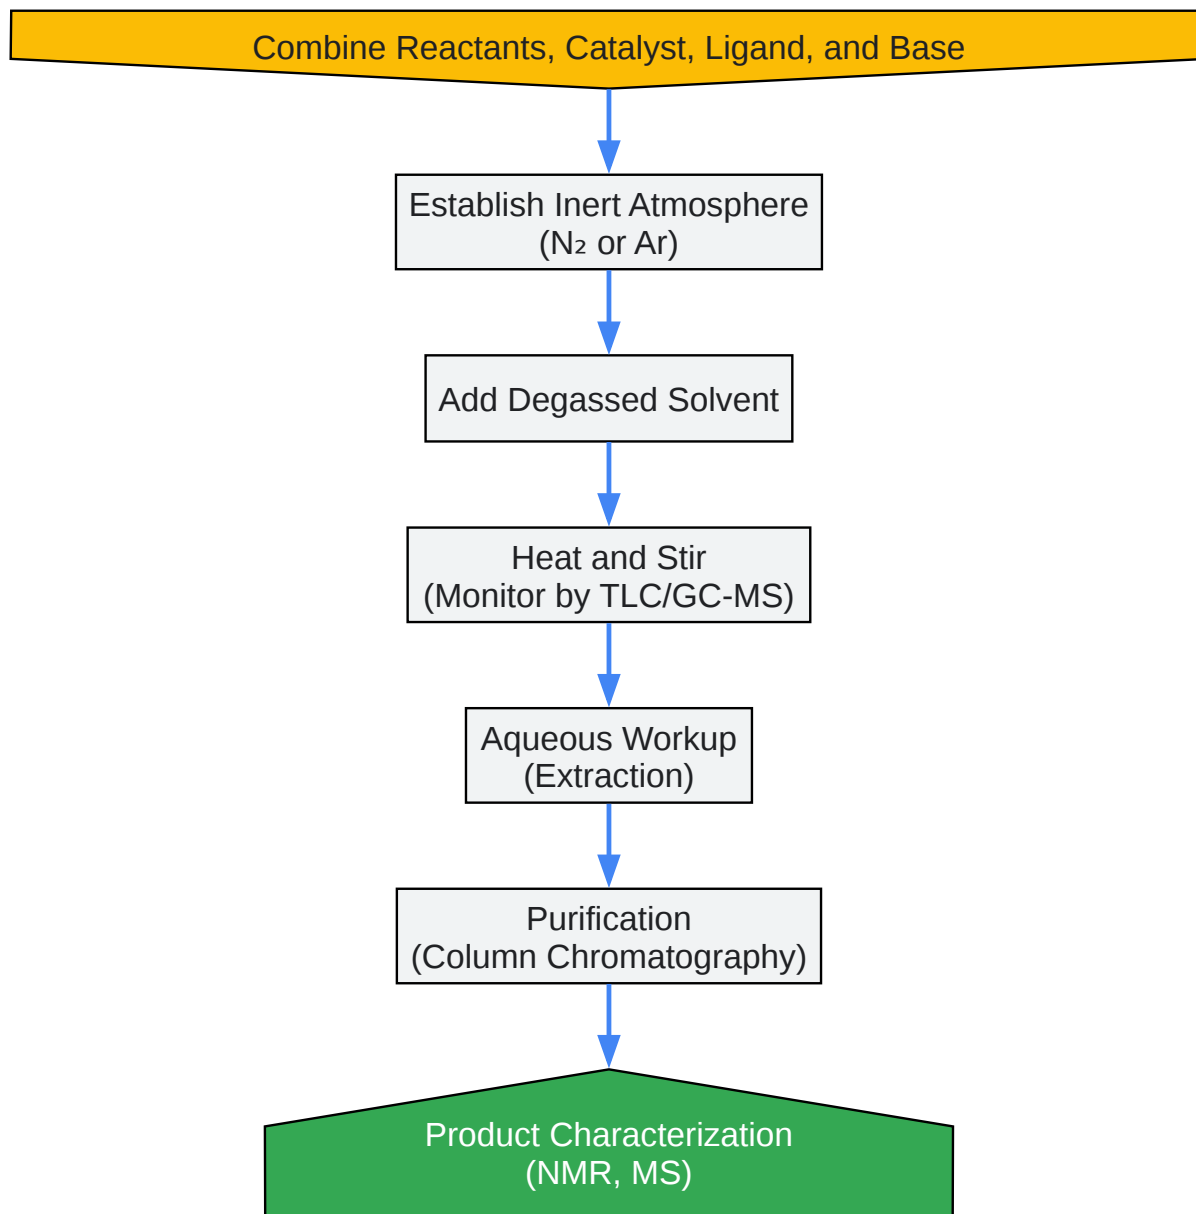 Combine Reactants, Catalyst, Ligand, and Base
Establish Inert Atmosphere
(N₂ or Ar)
Add Degassed Solvent
Heat and Stir
(Monitor by TLC/GC-MS)
Aqueous Workup
(Extraction)
Purification
(Column Chromatography)
Product Characterization
(NMR, MS)